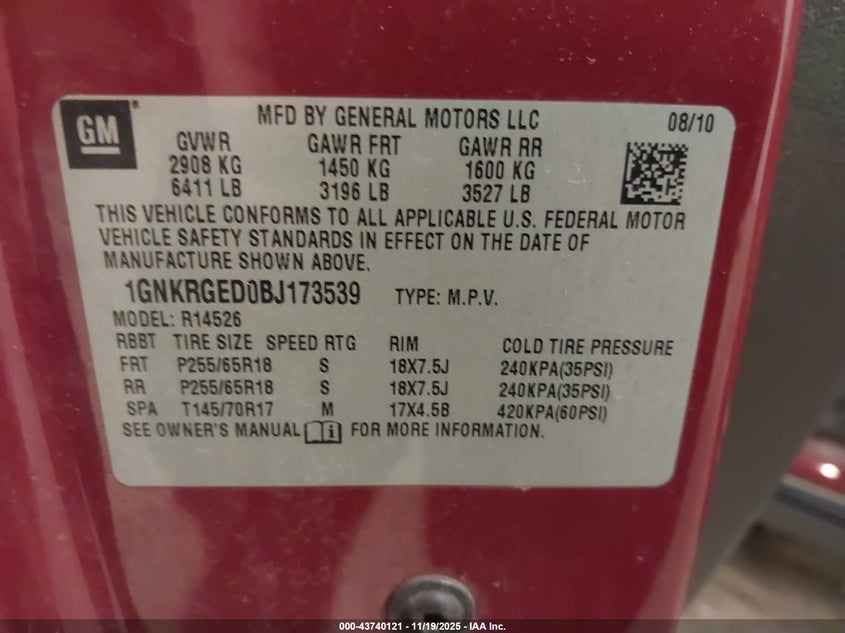 GM ®
MFD BY GENERAL MOTORS LLC 08/10
GVWR GAWR FRT GAWR RR
2908 KG 1450 KG 1600 KG
6411 LB 3196 LB 3527 LB
THIS VEHICLE CONFORMS TO ALL APPLICABLE U.S. FEDERAL MOTOR
VEHICLE SAFETY STANDARDS IN EFFECT ON THE DATE OF
MANUFACTURE SHOWN ABOVE.
1GNKRGED0BJ173539 TYPE: M.P.V.
MODEL: R14526
RBBT TIRE SIZE SPEED RTG RIM COLD TIRE PRESSURE
FRT P255/65R18 S 18X7.5J 240KPA(35PSI)
RR P255/65R18 S 18X7.5J 240KPA(35PSI)
SPA T145/70R17 M 17X4.5B 420KPA(60PSI)
SEE OWNER'S MANUAL i FOR MORE INFORMATION.
000-43740121 - 11/19/2025 - IAA Inc.